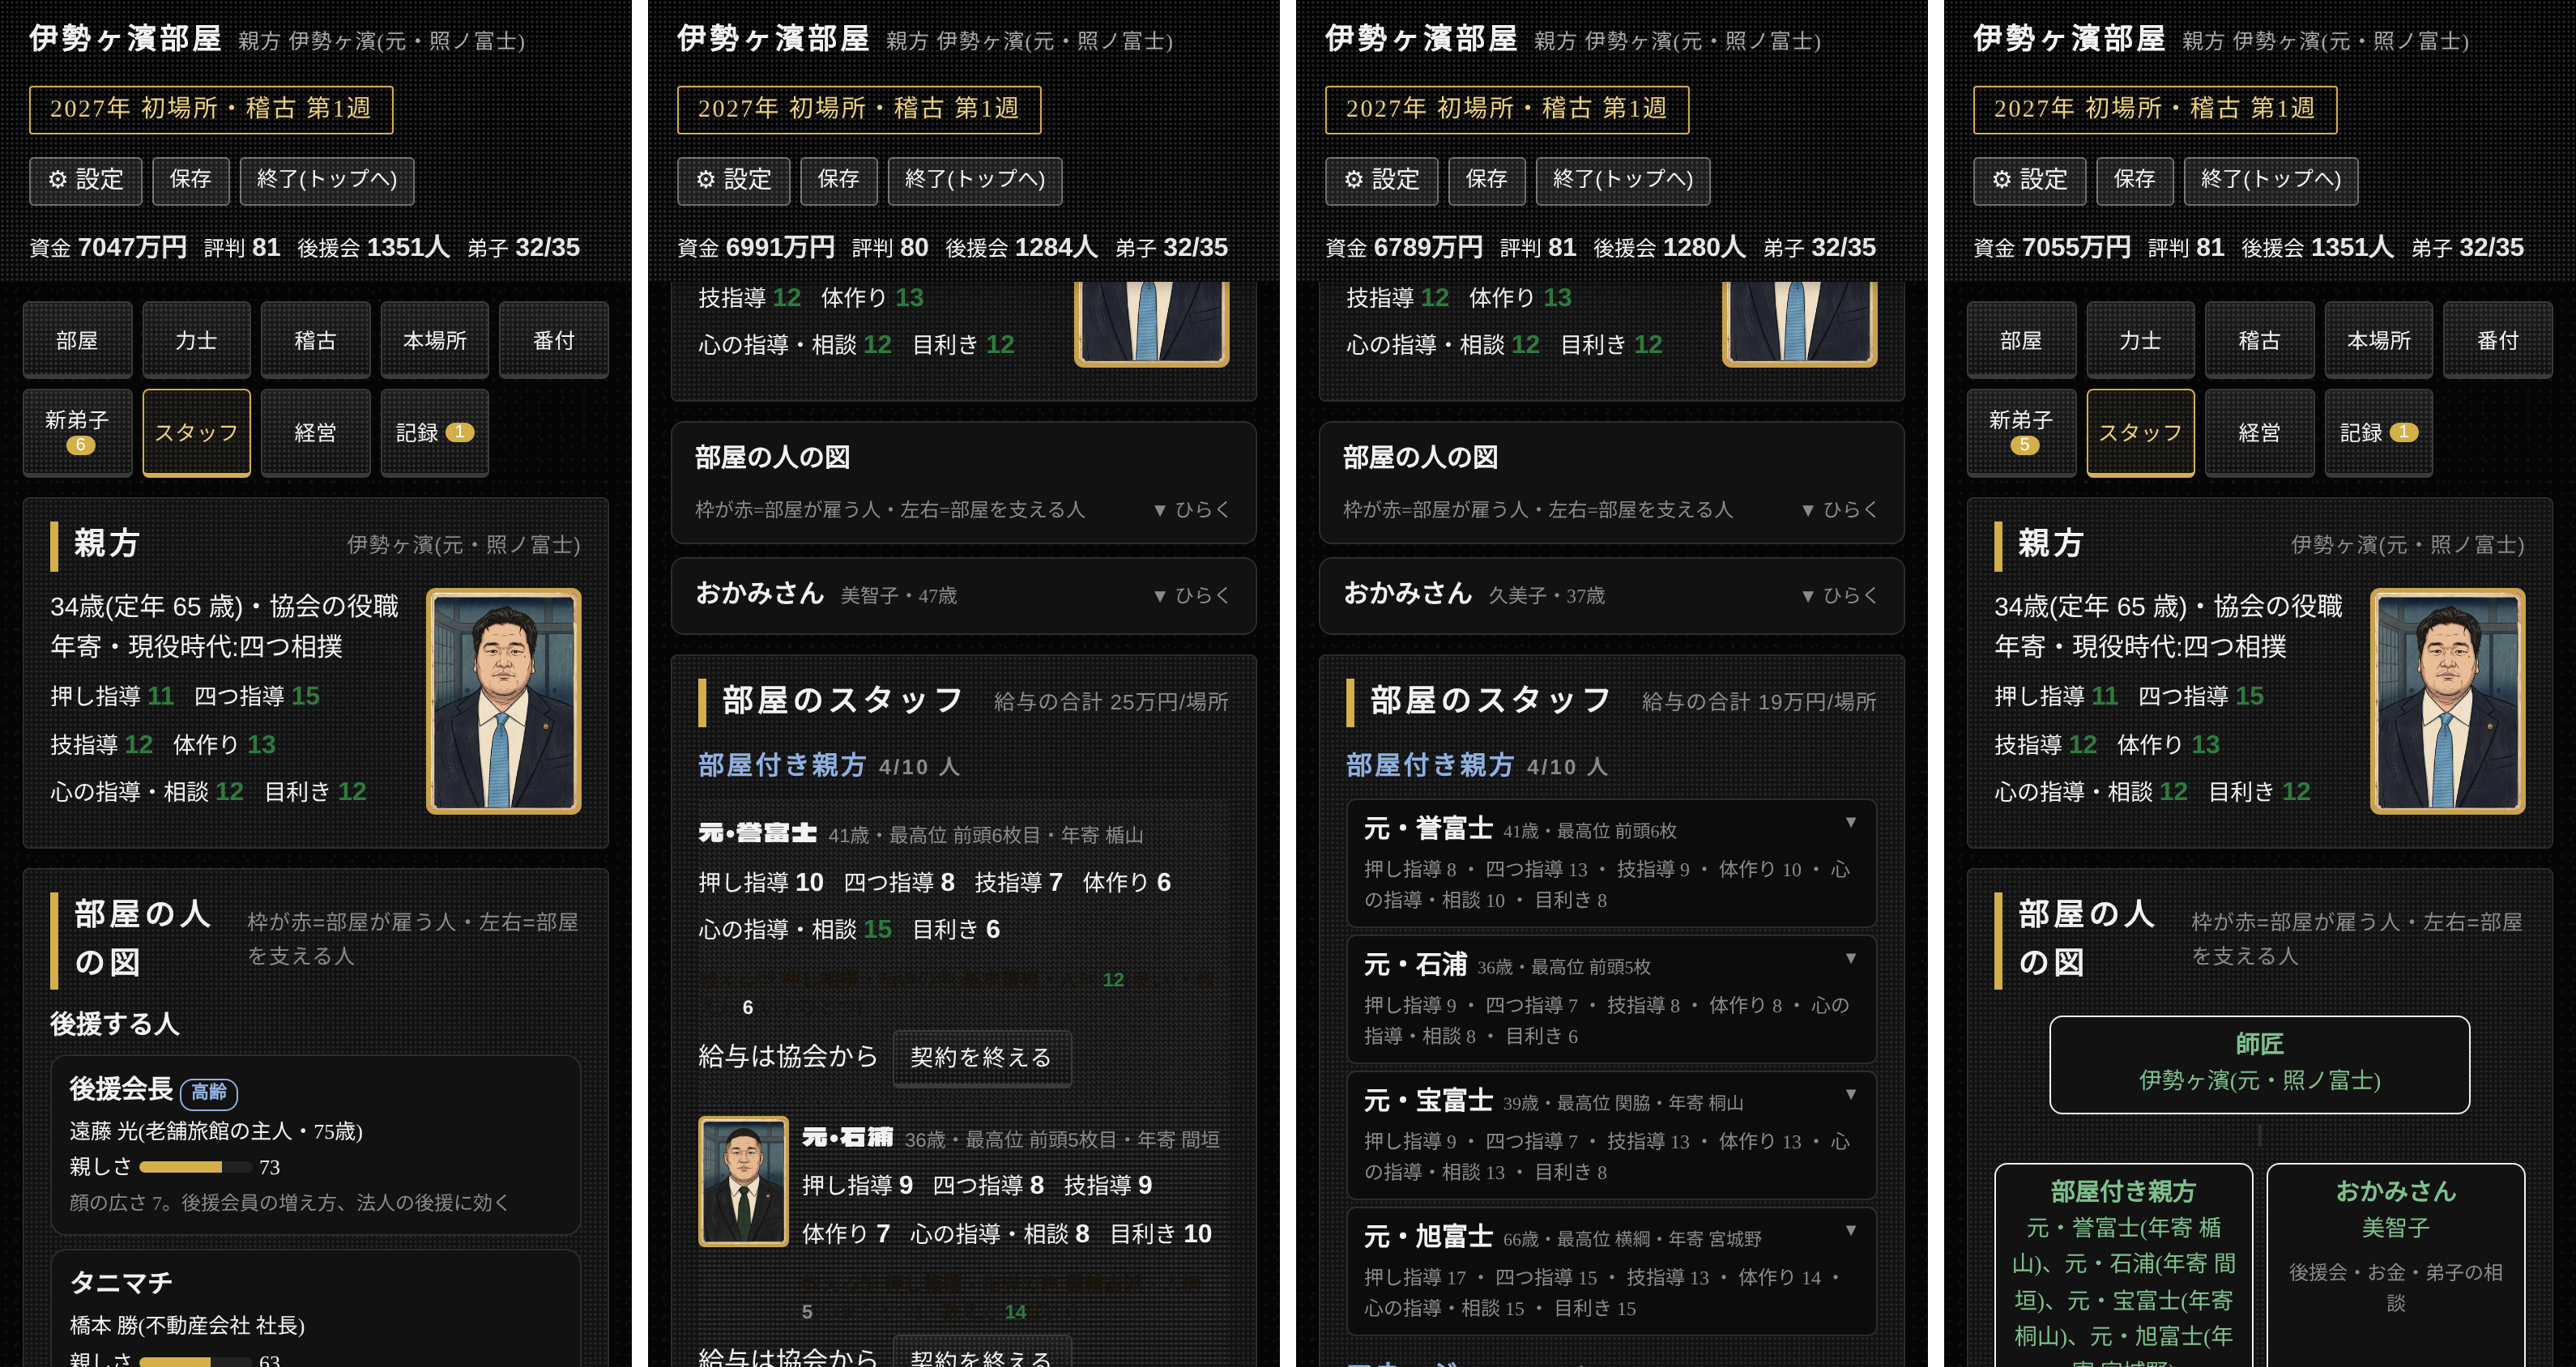 伊勢ヶ濱部屋 親方 伊勢ヶ濱(元・照ノ富士)
2027年 初場所・稽古 第1週
⚙ 設定 保存 終了(トップへ)
資金 7047万円 評判 81 後援会 1351人 弟子 32/35
部屋 力士 稽古 本場所 番付
新弟子 6 スタッフ 経営 記録 1
親方 伊勢ヶ濱(元・照ノ富士)
34歳(定年 65 歳)・協会の役職
年寄・現役時代:四つ相撲
押し指導 11 四つ指導 15
技指導 12 体作り 13
心の指導・相談 12 目利き 12
部屋の人の図
枠が赤=部屋が雇う人・左右=部屋を支える人
後援する人
後援会長 高齢
遠藤 光(老舗旅館の主人・75歳)
親しさ 73
顔の広さ 7。後援会員の増え方、法人の後援に効く
タニマチ
橋本 勝(不動産会社 社長)
親しさ 63
伊勢ヶ濱部屋 親方 伊勢ヶ濱(元・照ノ富士)
2027年 初場所・稽古 第1週
⚙ 設定 保存 終了(トップへ)
資金 6991万円 評判 80 後援会 1284人 弟子 32/35
技指導 12 体作り 13
心の指導・相談 12 目利き 12
部屋の人の図
枠が赤=部屋が雇う人・左右=部屋を支える人 ▼ ひらく
おかみさん 美智子・47歳 ▼ ひらく
部屋のスタッフ 給与の合計 25万円/場所
部屋付き親方 4/10 人
元・誉富士 41歳・最高位 前頭6枚目・年寄 楯山
押し指導 10 四つ指導 8 技指導 7 体作り 6
心の指導・相談 15 目利き 6
12
6
給与は協会から 契約を終える
元・石浦 36歳・最高位 前頭5枚目・年寄 間垣
押し指導 9 四つ指導 8 技指導 9
体作り 7 心の指導・相談 8 目利き 10
5 14
給与は協会から 契約を終える
伊勢ヶ濱部屋 親方 伊勢ヶ濱(元・照ノ富士)
2027年 初場所・稽古 第1週
⚙ 設定 保存 終了(トップへ)
資金 6789万円 評判 81 後援会 1280人 弟子 32/35
技指導 12 体作り 13
心の指導・相談 12 目利き 12
部屋の人の図
枠が赤=部屋が雇う人・左右=部屋を支える人 ▼ ひらく
おかみさん 久美子・37歳 ▼ ひらく
部屋のスタッフ 給与の合計 19万円/場所
部屋付き親方 4/10 人
元・誉富士 41歳・最高位 前頭6枚 ▼
押し指導 8 ・ 四つ指導 13 ・ 技指導 9 ・ 体作り 10 ・ 心
の指導・相談 10 ・ 目利き 8
元・石浦 36歳・最高位 前頭5枚 ▼
押し指導 9 ・ 四つ指導 7 ・ 技指導 8 ・ 体作り 8 ・ 心の
指導・相談 8 ・ 目利き 6
元・宝富士 39歳・最高位 関脇・年寄 桐山 ▼
押し指導 9 ・ 四つ指導 7 ・ 技指導 13 ・ 体作り 13 ・ 心
の指導・相談 13 ・ 目利き 8
元・旭富士 66歳・最高位 横綱・年寄 宮城野 ▼
押し指導 17 ・ 四つ指導 15 ・ 技指導 13 ・ 体作り 14 ・
心の指導・相談 15 ・ 目利き 15
伊勢ヶ濱部屋 親方 伊勢ヶ濱(元・照ノ富士)
2027年 初場所・稽古 第1週
⚙ 設定 保存 終了(トップへ)
資金 7055万円 評判 81 後援会 1351人 弟子 32/35
部屋 力士 稽古 本場所 番付
新弟子 5 スタッフ 経営 記録 1
親方 伊勢ヶ濱(元・照ノ富士)
34歳(定年 65 歳)・協会の役職
年寄・現役時代:四つ相撲
押し指導 11 四つ指導 15
技指導 12 体作り 13
心の指導・相談 12 目利き 12
部屋の人の図
枠が赤=部屋が雇う人・左右=部屋を支える人
師匠
伊勢ヶ濱(元・照ノ富士)
部屋付き親方
元・誉富士(年寄 楯
山)、元・石浦(年寄 間
垣)、元・宝富士(年寄
桐山)、元・旭富士(年
おかみさん
美智子
後援会・お金・弟子の相
談